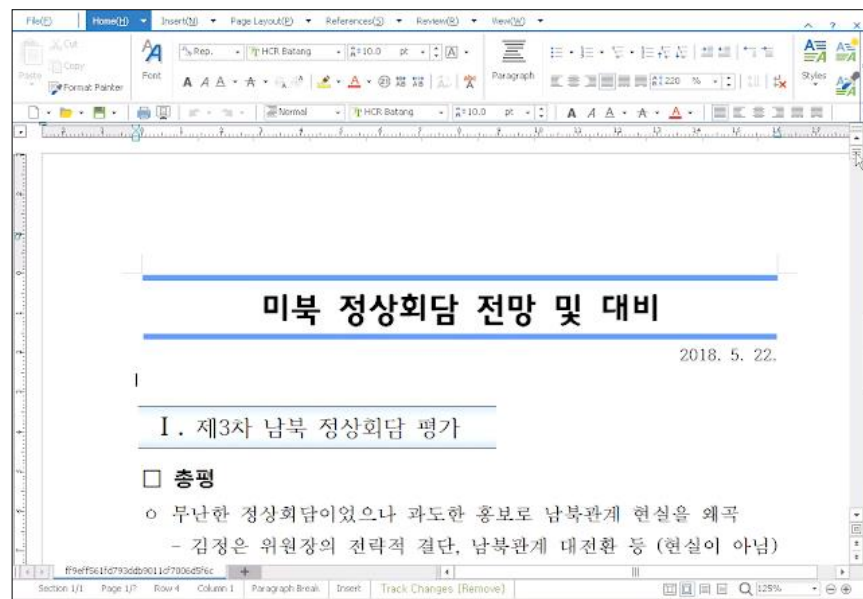 File(F) Home(H) Insert(N) Page Layout(P) References(S) Review(R) View(W)
Cut
Copy
Paste Format Painter Font
Rep. HCR Batang 10.0 pt
Paragraph
220 % Styles
Normal HCR Batang 10.0 pt
미북 정상회담 전망 및 대비
2018. 5. 22.
Ⅰ. 제3차 남북 정상회담 평가
□ 총평
ㅇ 무난한 정상회담이었으나 과도한 홍보로 남북관계 현실을 왜곡
- 김정은 위원장의 전략적 결단, 남북관계 대전환 등 (현실이 아님)
Section 1/1 Page 1/7 Row 4 Column 1 Paragraph Break Insert Track Changes [Remove] 125%